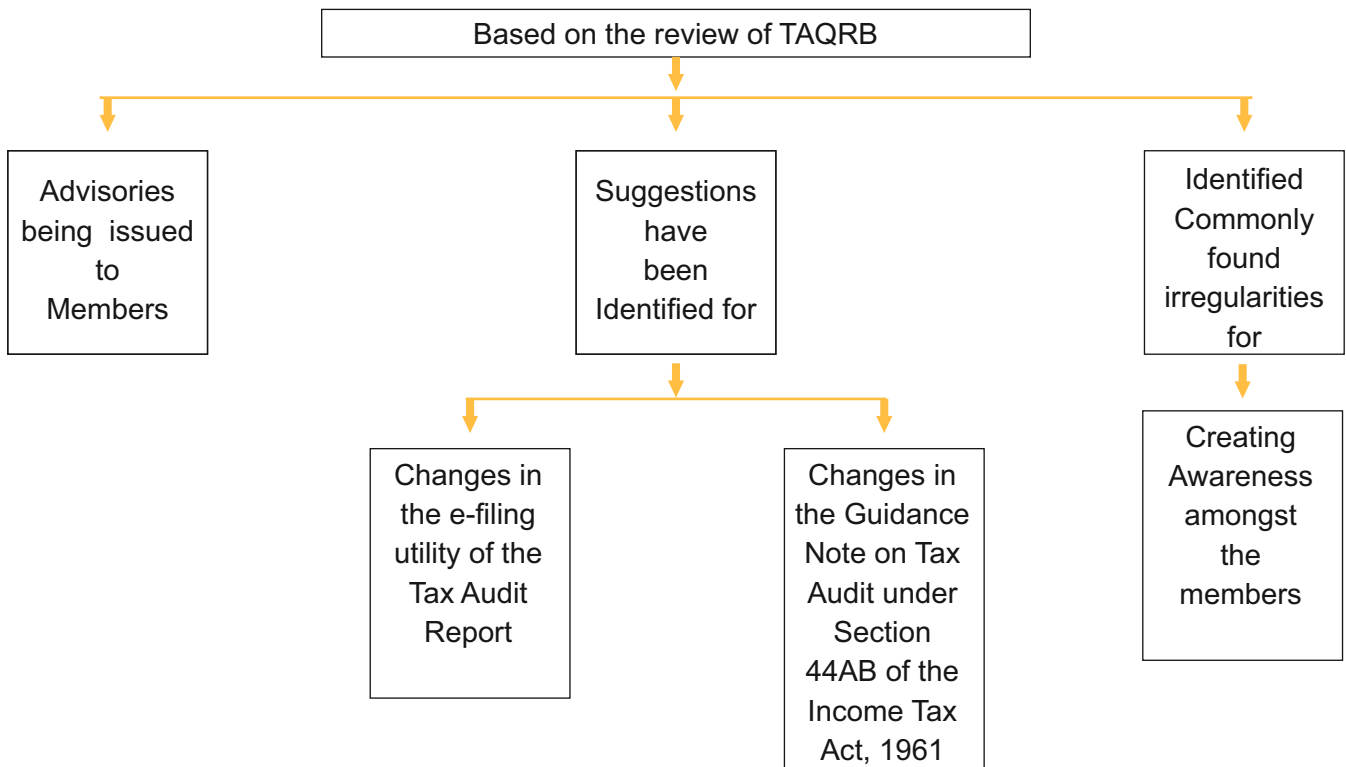 Based on the review of TAQRB
Advisories
being issued
to
Members
Suggestions
have
been
Identified for
Identified
Commonly
found
irregularities
for
Changes in
the e-filing
utility of the
Tax Audit
Report
Changes in
the Guidance
Note on Tax
Audit under
Section
44AB of the
Income Tax
Act, 1961
Creating
Awareness
amongst
the
members